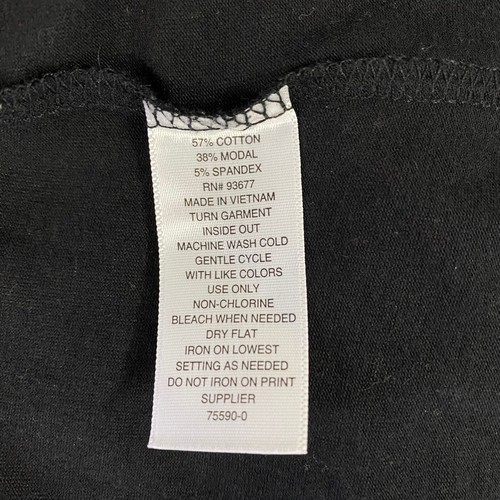 57% COTTON
38% MODAL
5% SPANDEX
RN# 93677
MADE IN VIETNAM
TURN GARMENT
INSIDE OUT
MACHINE WASH COLD
GENTLE CYCLE
WITH LIKE COLORS
USE ONLY
NON-CHLORINE
BLEACH WHEN NEEDED
DRY FLAT
IRON ON LOWEST
SETTING AS NEEDED
DO NOT IRON ON PRINT
SUPPLIER
75590-0